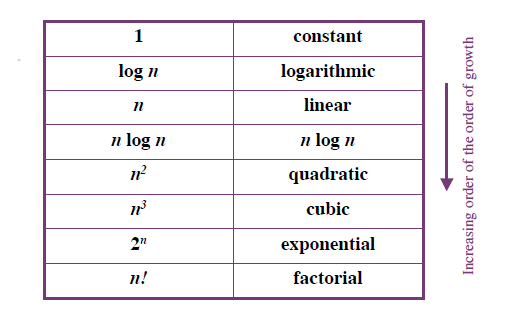 1 constant
log n logarithmic
n linear
n log n n log n
n² quadratic
n³ cubic
2ⁿ exponential
n! factorial
Increasing order of the order of growth